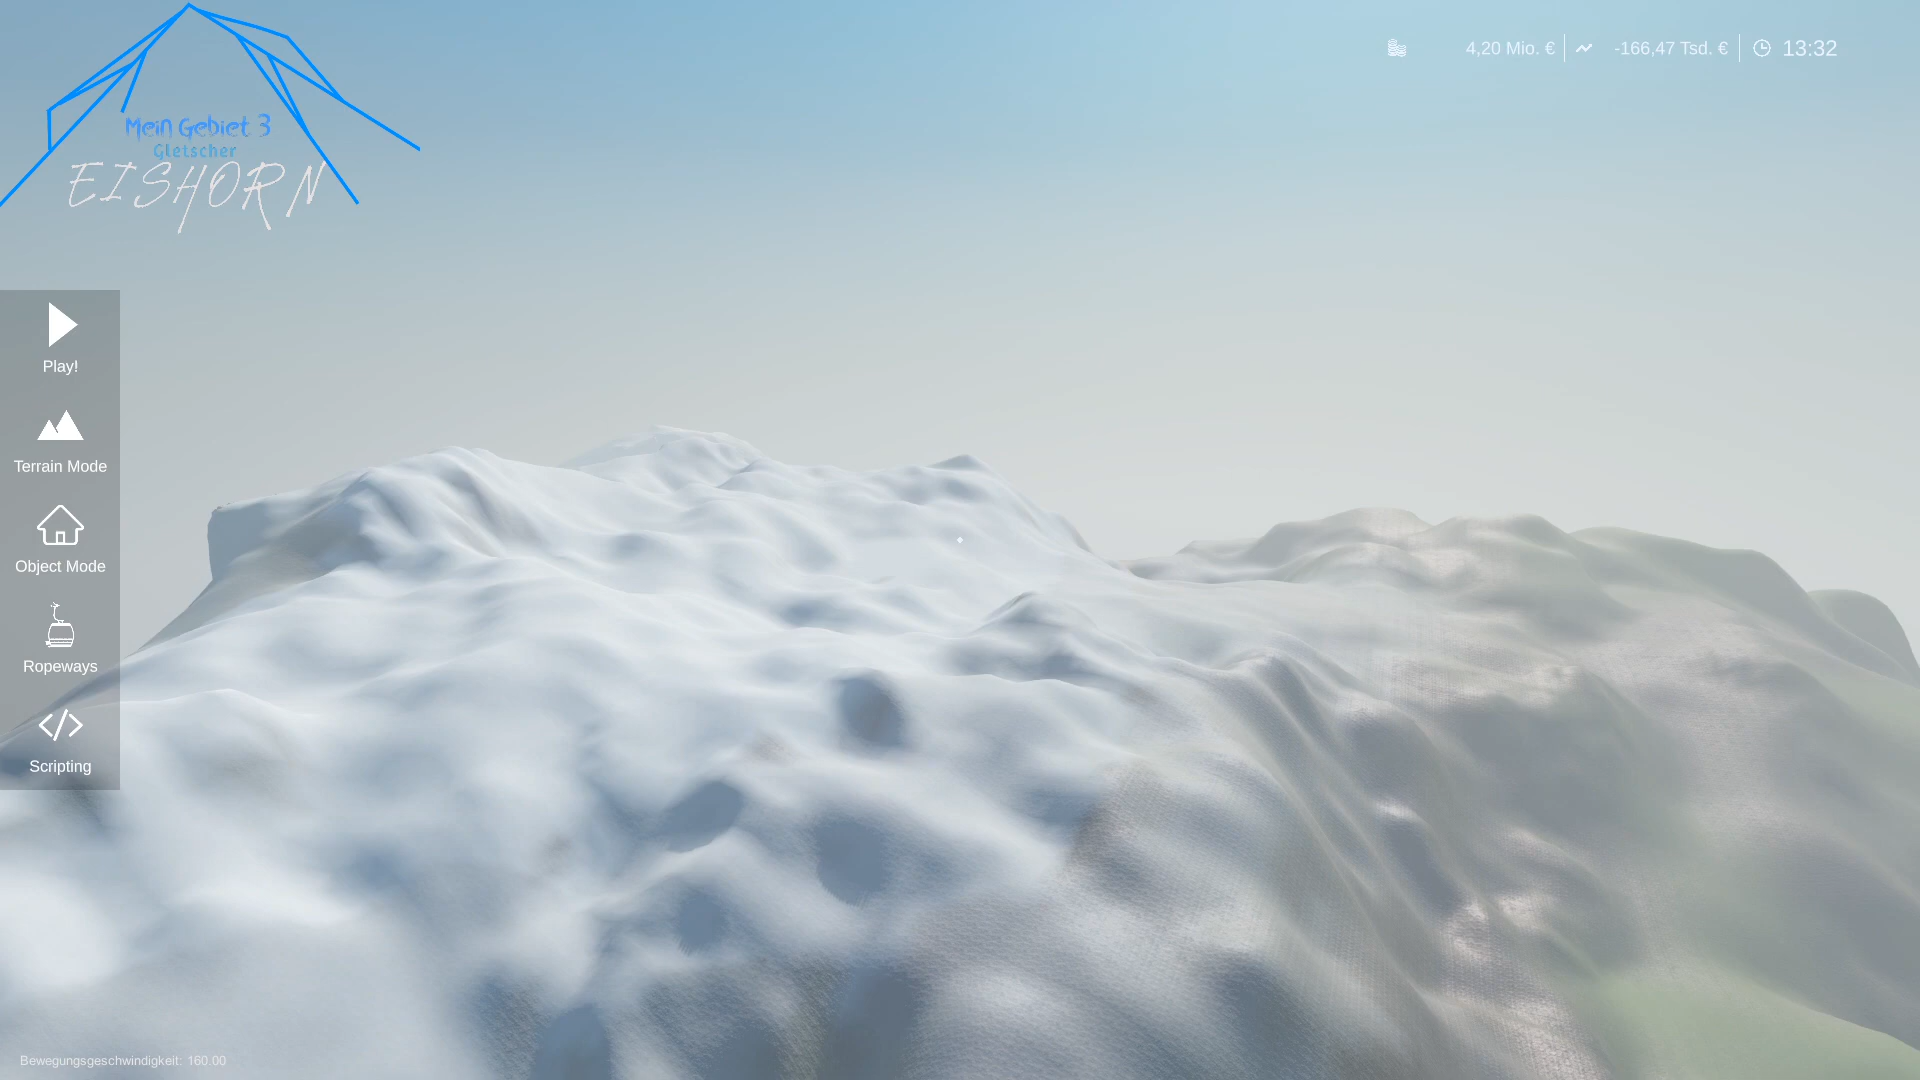 Mein Gebiet 3
Gletscher
EISHORN
4,20 Mio. €
-166,47 Tsd. €
13:32
Play!
Terrain Mode
Object Mode
Ropeways
Scripting
Bewegungsgeschwindigkeit: 160.00